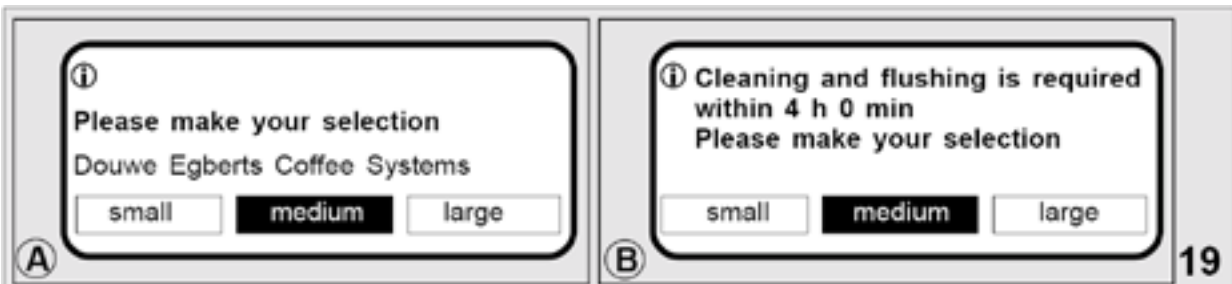 ⓘ
Please make your selection
Douwe Egberts Coffee Systems
small medium large
A
ⓘ Cleaning and flushing is required
within 4 h 0 min
Please make your selection
small medium large
B
19